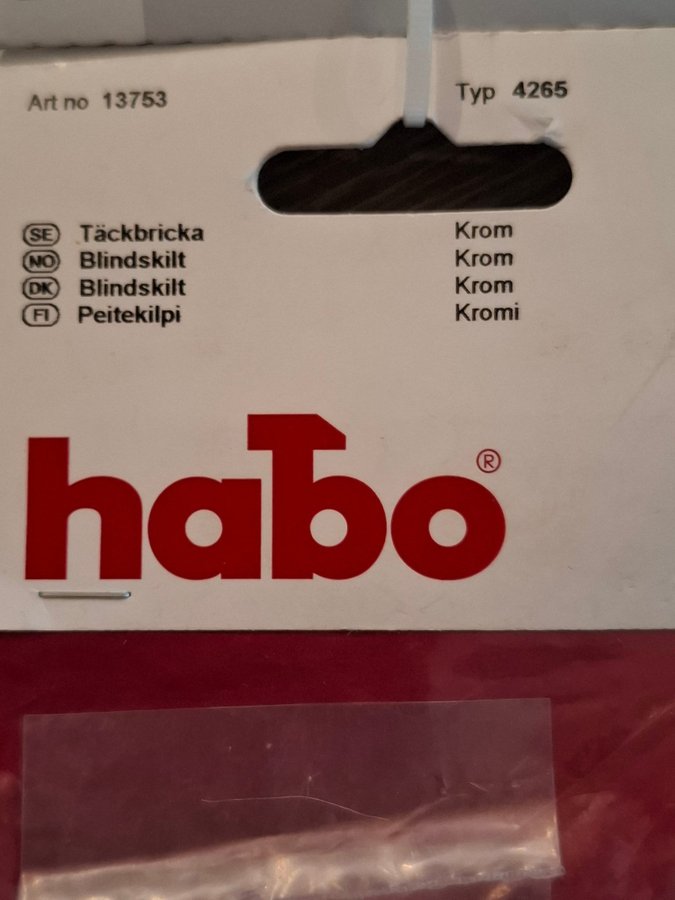 Art no 13753 Typ 4265
SE Täckbricka Krom
NO Blindskilt Krom
DK Blindskilt Krom
FI Peitekilpi Kromi
habo®